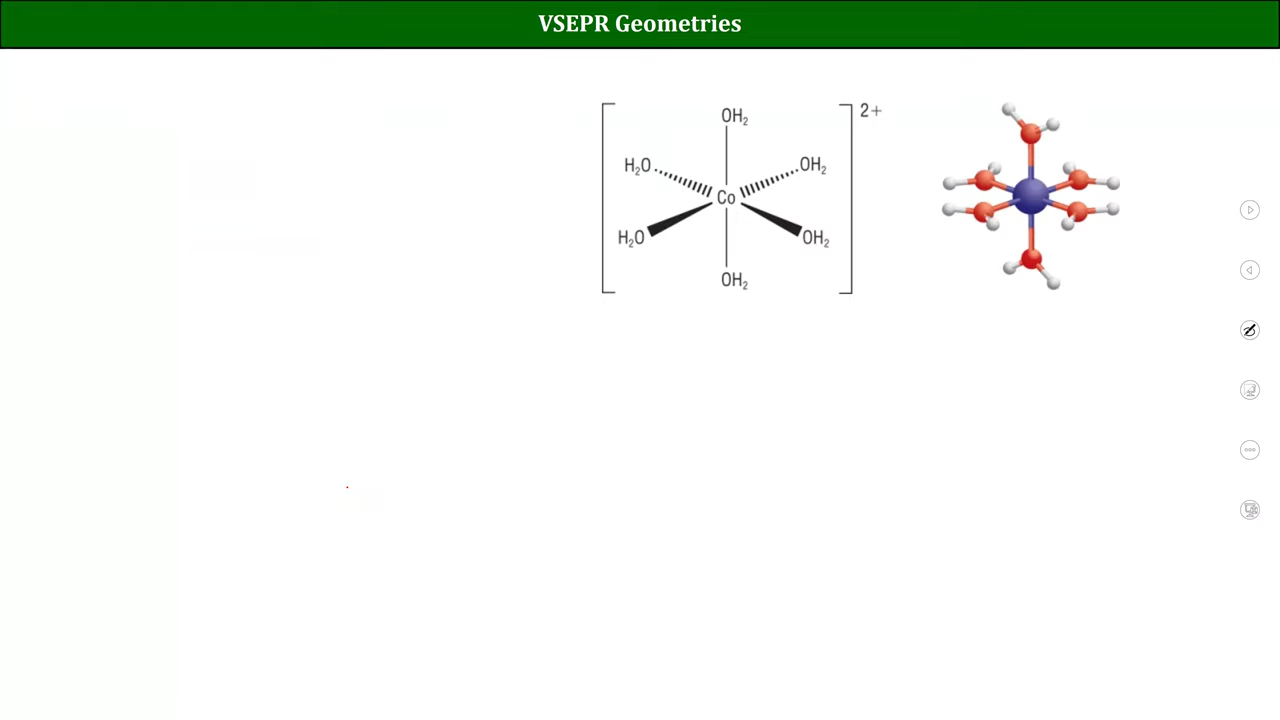 VSEPR Geometries
2+
OH₂
H₂O
OH₂
Co
H₂O
OH₂
OH₂